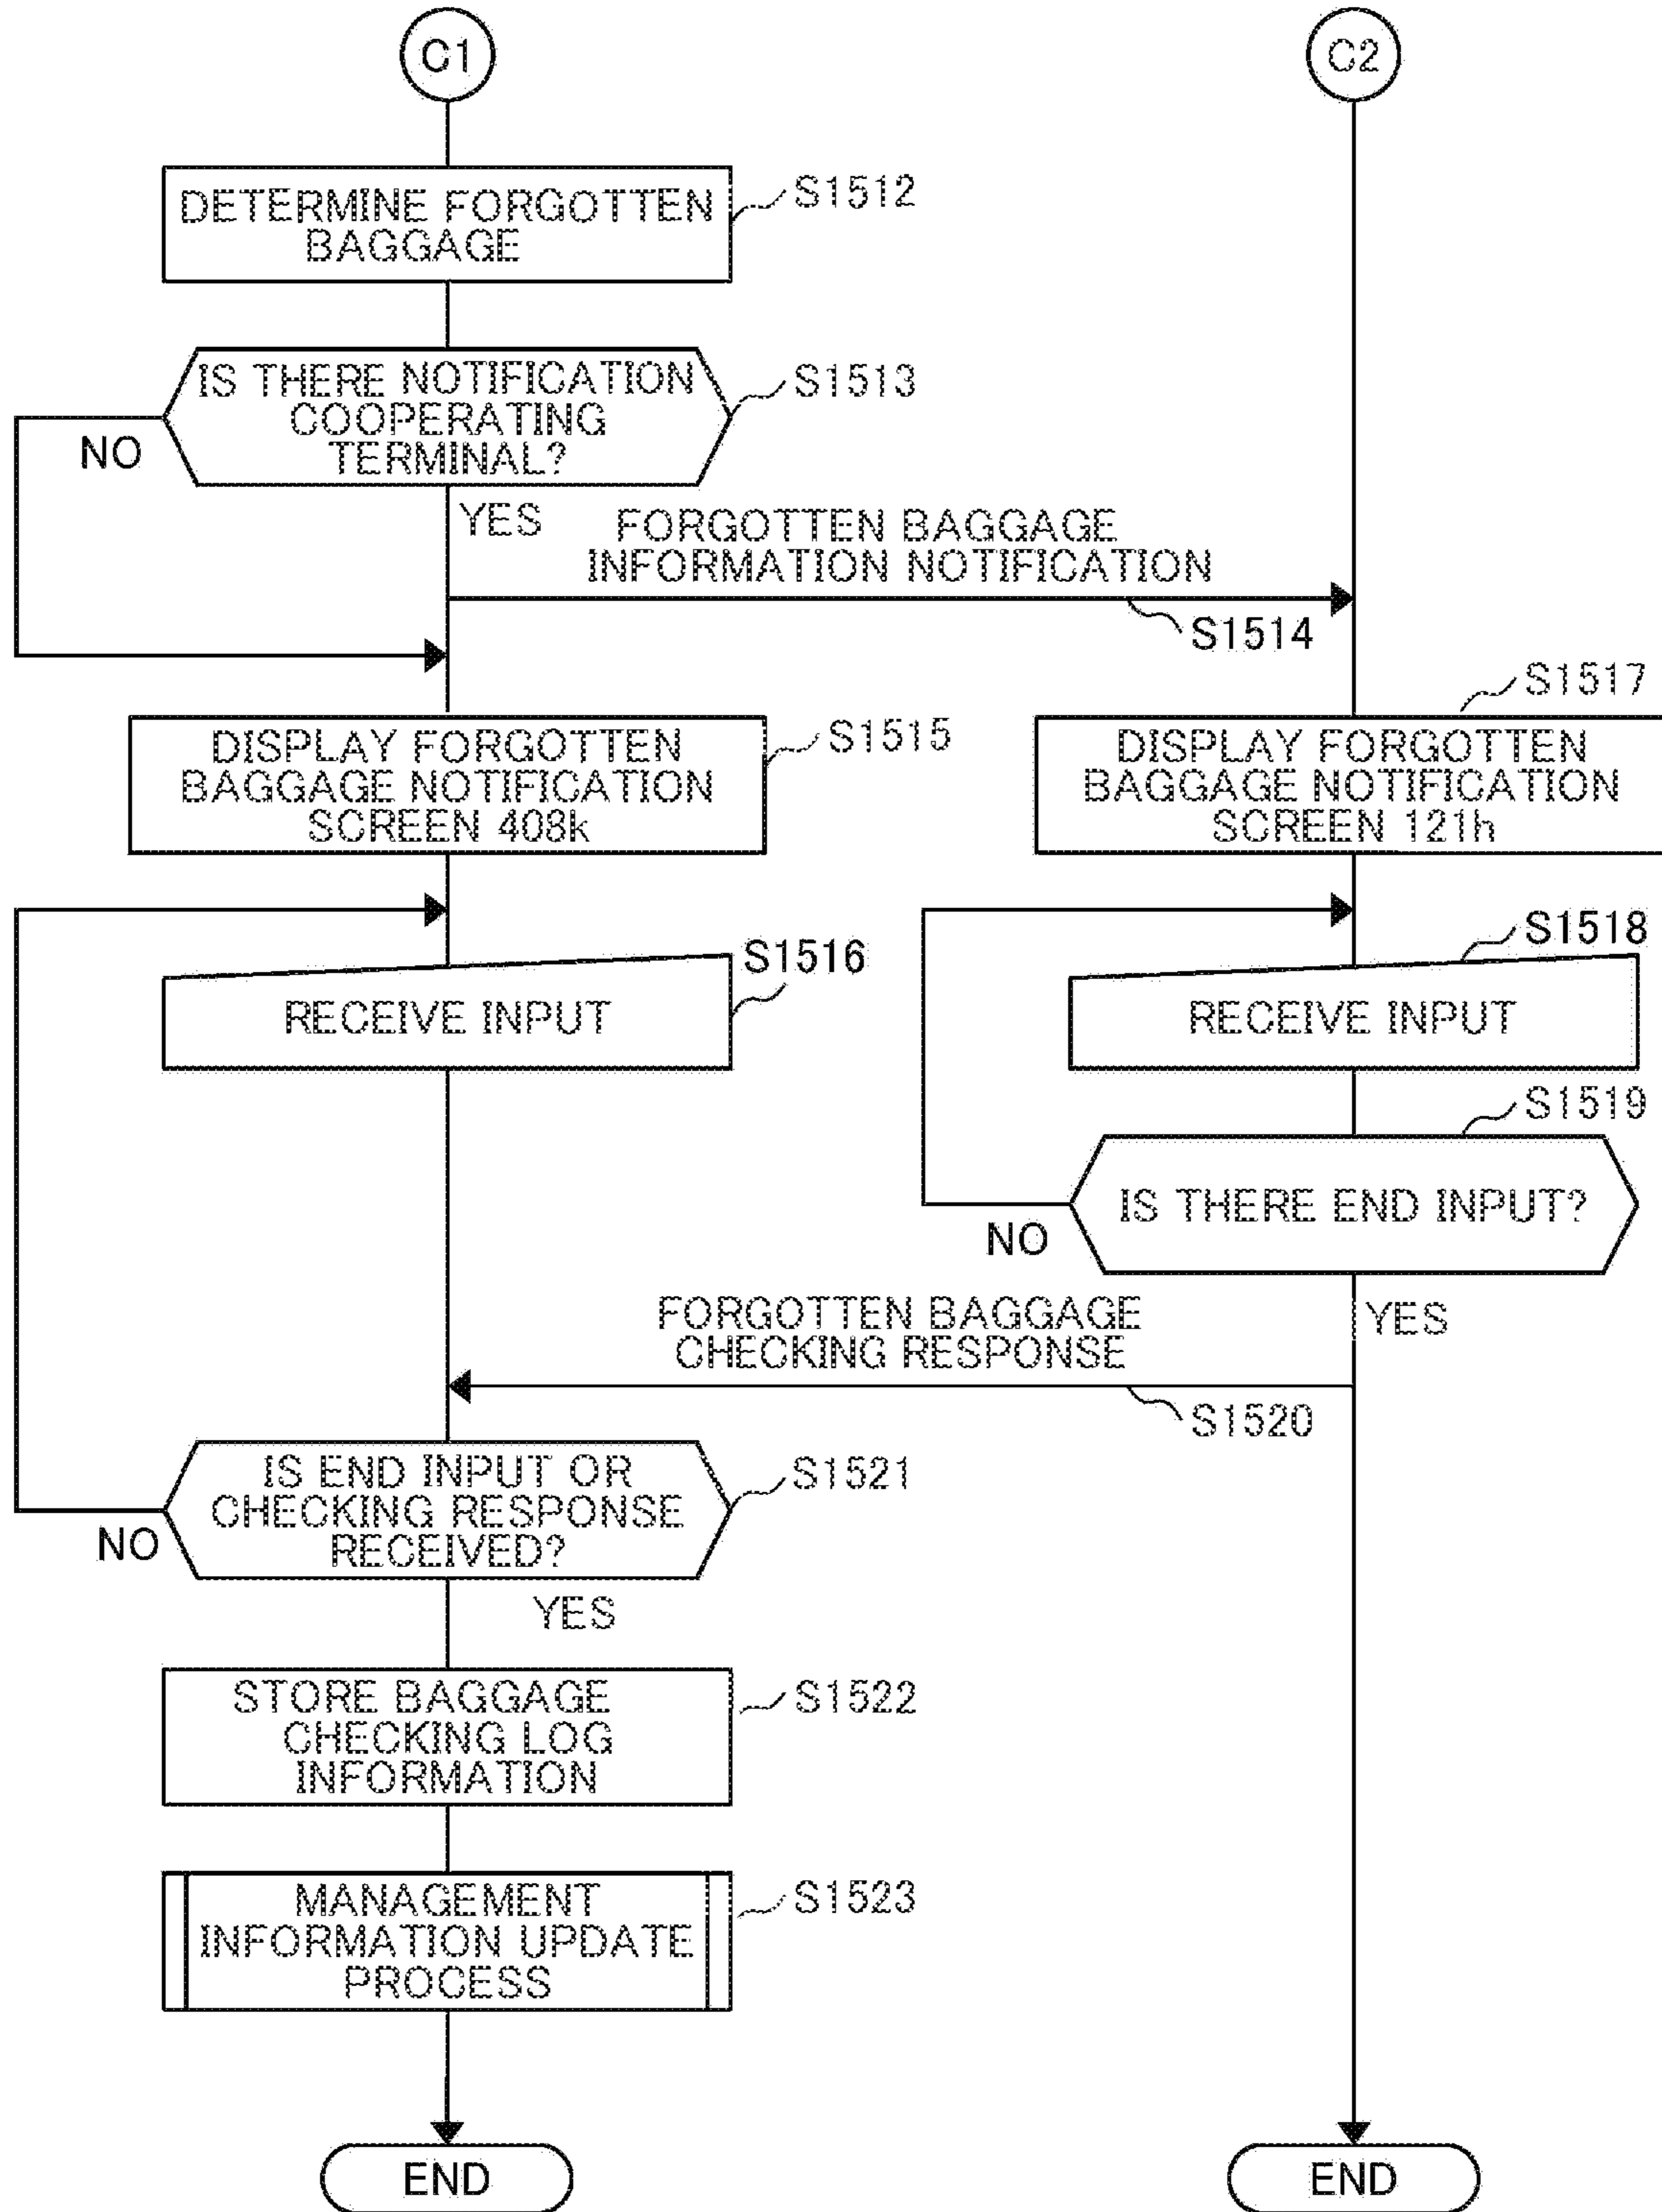 C1
C2
DETERMINE FORGOTTEN
BAGGAGE
S1512
IS THERE NOTIFICATION
COOPERATING
TERMINAL?
S1513
NO
YES
FORGOTTEN BAGGAGE
INFORMATION NOTIFICATION
S1514
DISPLAY FORGOTTEN
BAGGAGE NOTIFICATION
SCREEN 408k
S1515
S1517
DISPLAY FORGOTTEN
BAGGAGE NOTIFICATION
SCREEN 121h
RECEIVE INPUT
S1516
S1518
RECEIVE INPUT
S1519
IS THERE END INPUT?
NO
YES
FORGOTTEN BAGGAGE
CHECKING RESPONSE
S1520
IS END INPUT OR
CHECKING RESPONSE
RECEIVED?
S1521
NO
YES
STORE BAGGAGE
CHECKING LOG
INFORMATION
S1522
MANAGEMENT
INFORMATION UPDATE
PROCESS
S1523
END
END